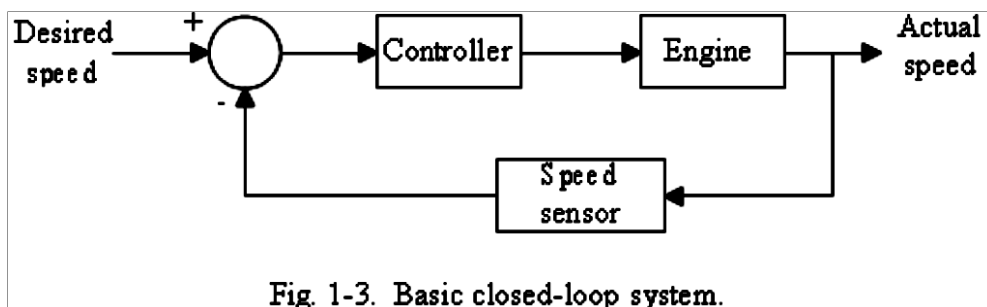 +
Desired
speed
Controller
Engine
Actual
speed
-
Speed
sensor
Fig. 1-3. Basic closed-loop system.